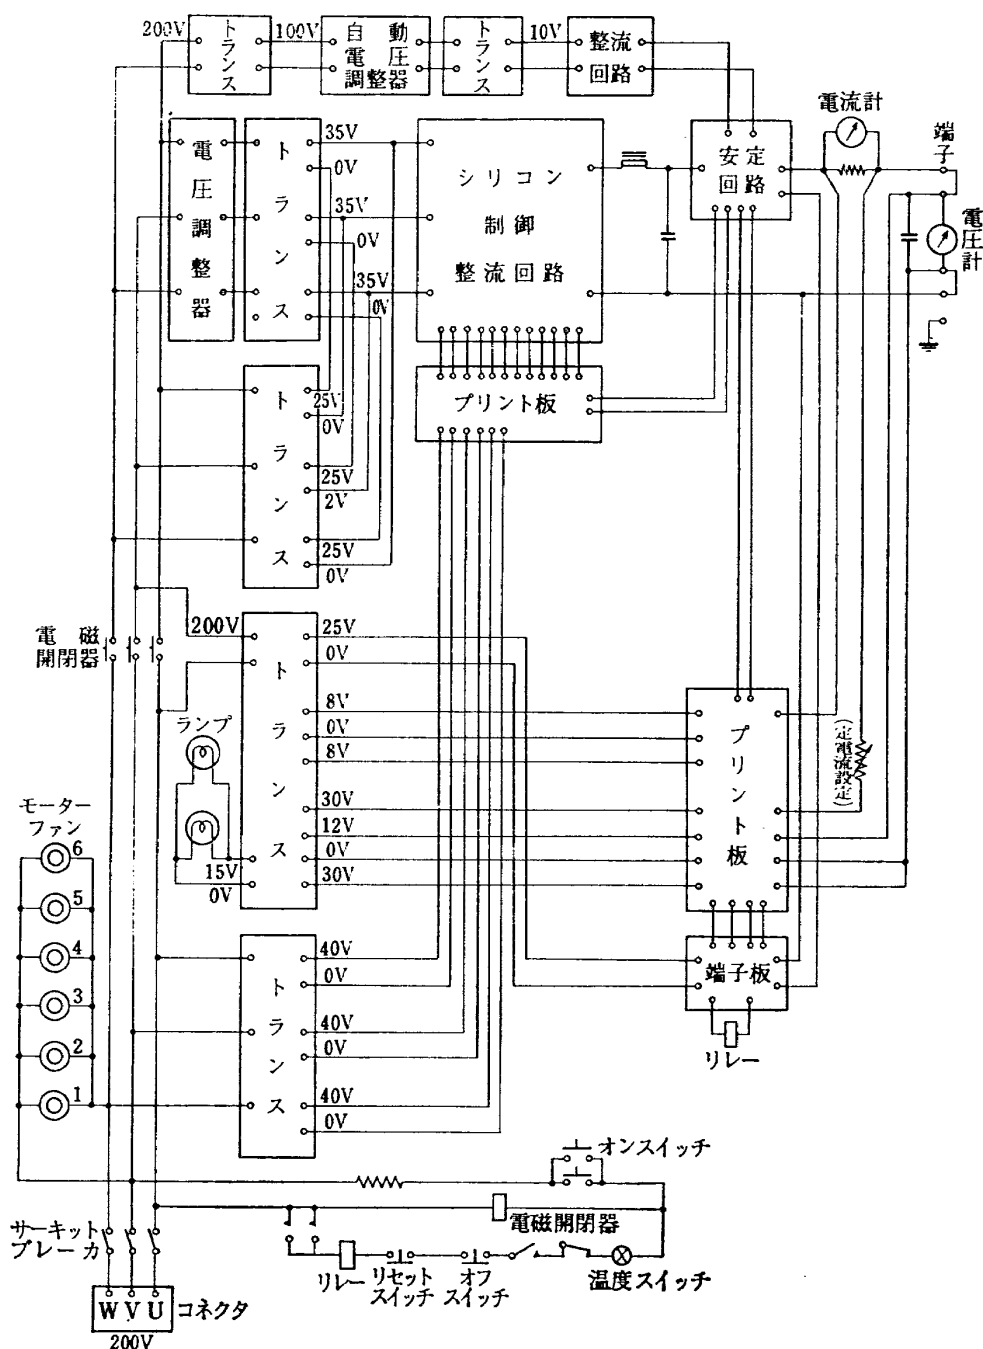 200V
トランス
100V
自動
電圧
調整器
トランス
10V
整流
回路
電流計
端子
電圧調整器
トランス
35V
0V
35V
0V
35V
0V
シリコン
制御
整流回路
安定
回路
電圧計
トランス
25V
0V
25V
2V
25V
0V
プリント板
電磁
開閉器
200V
トランス
25V
0V
8V
0V
8V
30V
12V
0V
30V
ランプ
15V
0V
プリント板
(定電流設定)
モーター
ファン
6
5
4
3
2
1
トランス
40V
0V
40V
0V
40V
0V
端子板
リレー
オンスイッチ
電磁開閉器
サーキット
ブレーカ
リレー
リセット
スイッチ
オフ
スイッチ
温度スイッチ
W V U
コネクタ
200V